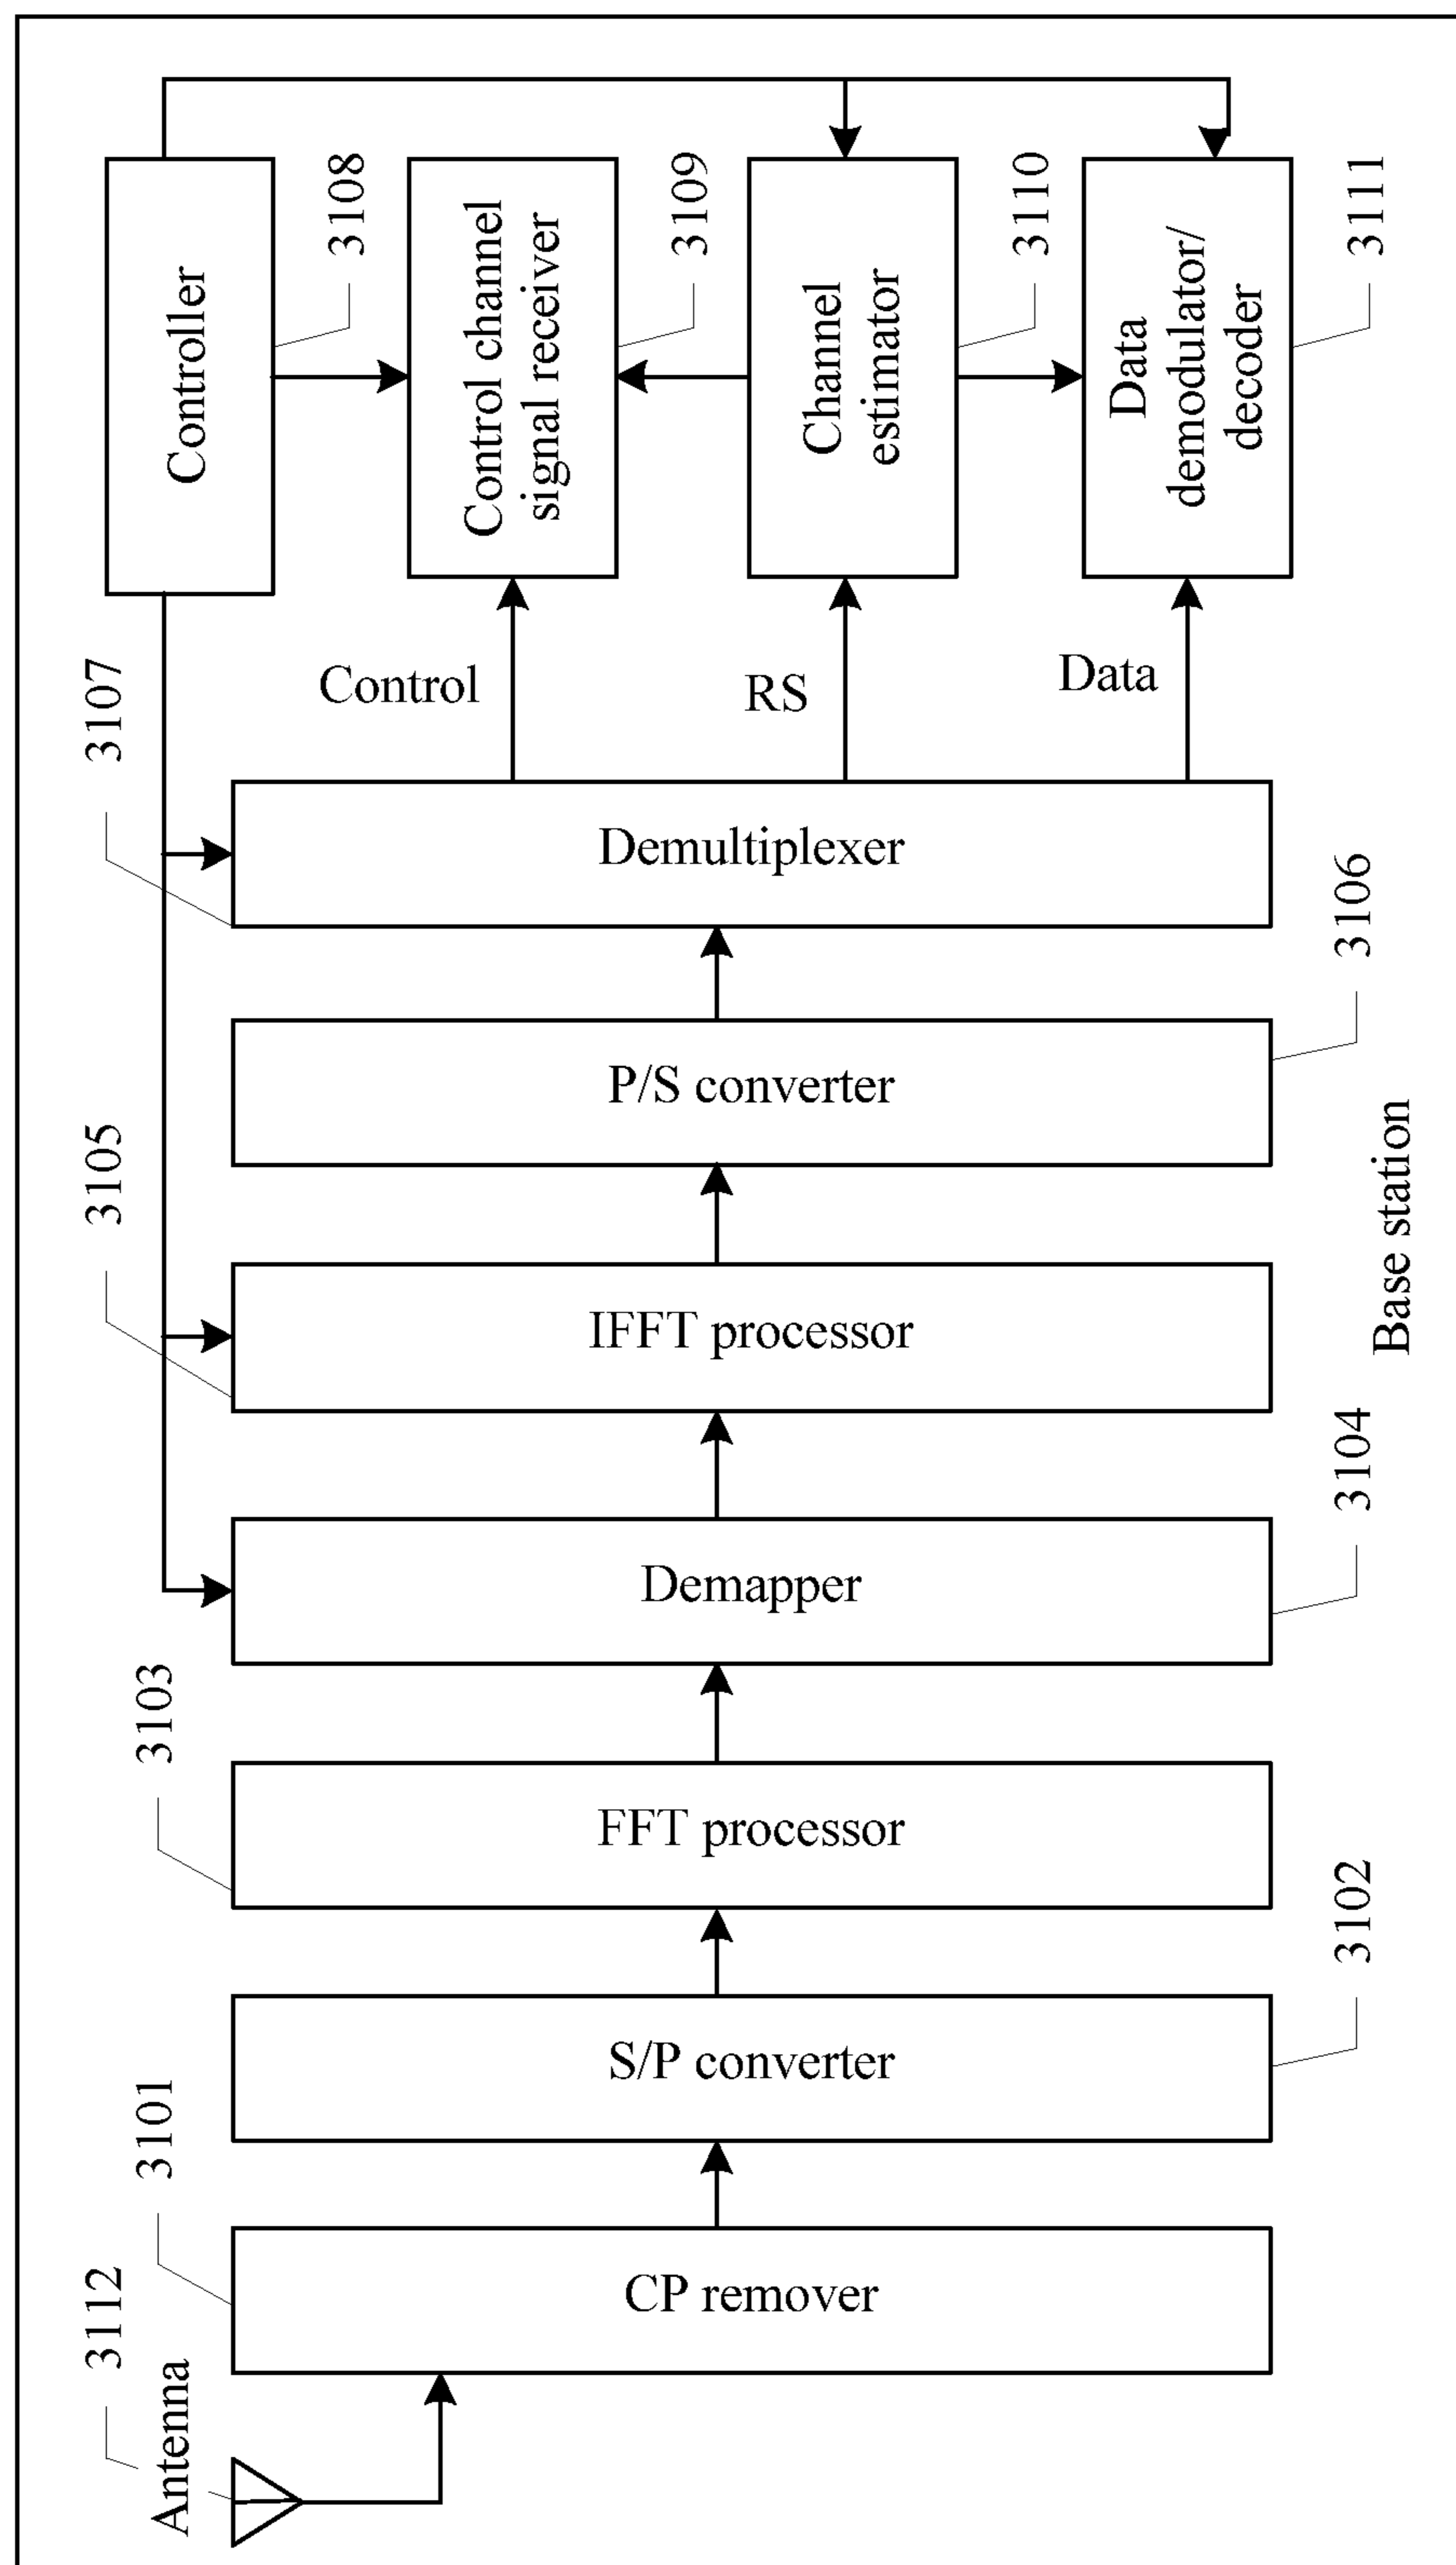 Controller
3108
Control channel
signal receiver
3109
Channel
estimator
3110
Data
demodulator/
decoder
3111
Control
RS
Data
3107
Demultiplexer
P/S converter
3106
3105
IFFT processor
Demapper
3104
Base station
3103
FFT processor
S/P converter
3102
3101
CP remover
3112
Antenna